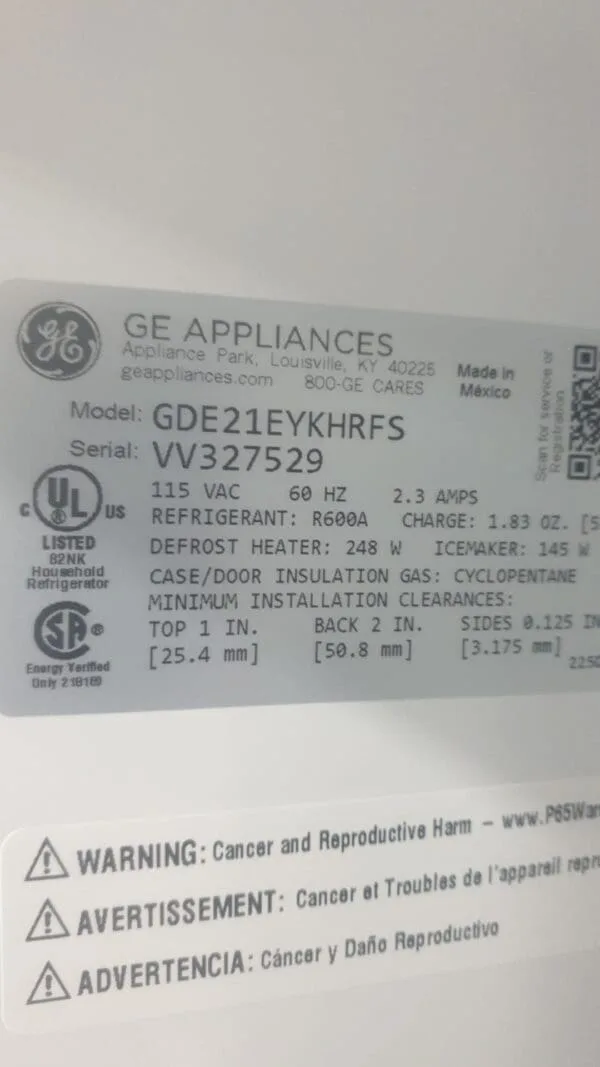 GE
GE APPLIANCES
Appliance Park, Louisville, KY 40225
geappliances.com 800-GE CARES
Made in
México
Scan for service or
Registration
Model: GDE21EYKHRFS
Serial: VV327529
115 VAC 60 HZ 2.3 AMPS
REFRIGERANT: R600A CHARGE: 1.83 OZ. [5
DEFROST HEATER: 248 W ICEMAKER: 145 W
CASE/DOOR INSULATION GAS: CYCLOPENTANE
MINIMUM INSTALLATION CLEARANCES:
TOP 1 IN. BACK 2 IN. SIDES 0.125 IN
[25.4 mm] [50.8 mm] [3.175 mm]
225
C UL ® US
LISTED
82NK
Household
Refrigerator
SA ®
Energy Verified
Only
WARNING: Cancer and Reproductive Harm – www.P65War
AVERTISSEMENT: Cancer et Troubles de l'appareil repr
ADVERTENCIA: Cáncer y Daño Reproductivo